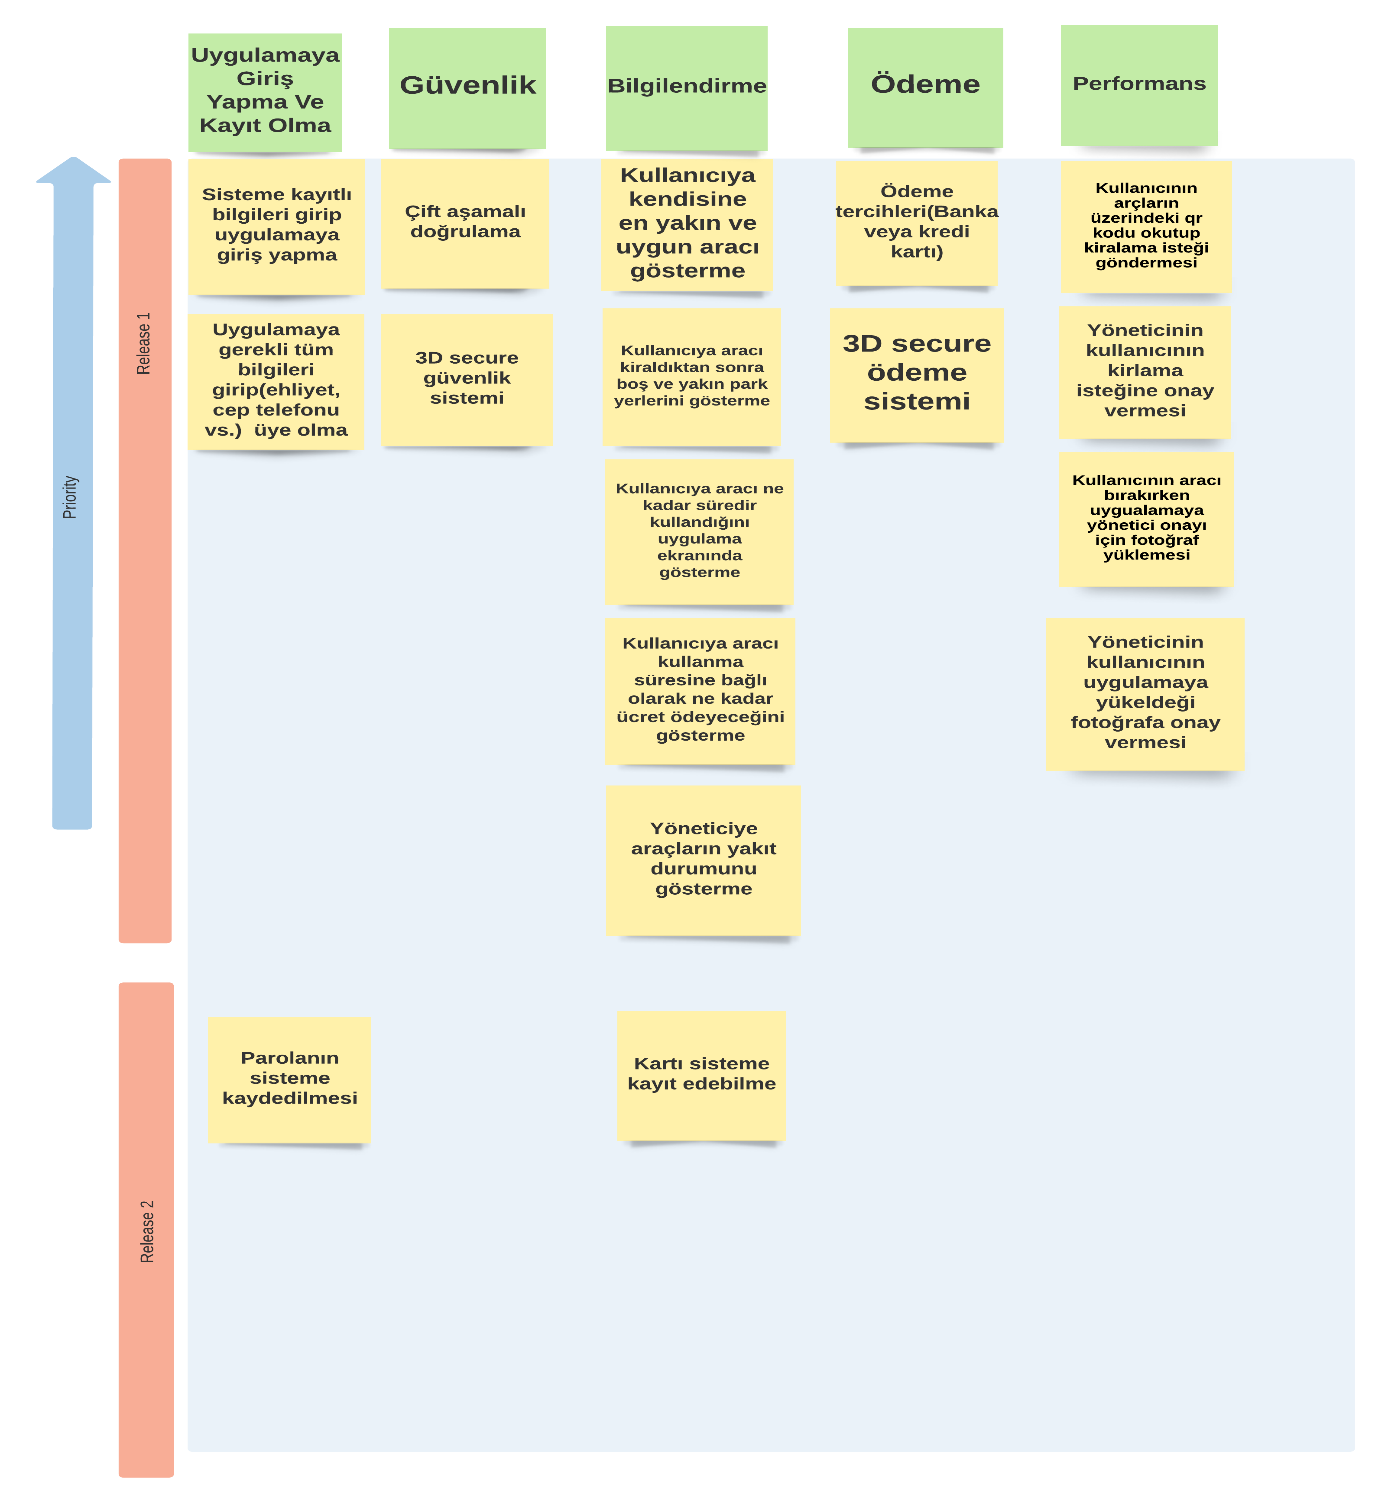 Uygulamaya
Giriş
Yapma Ve
Kayıt Olma
Güvenlik
Bilgilendirme
Ödeme
Performans
Priority
Release 1
Sisteme kayıtlı
bilgileri girip
uygulamaya
giriş yapma
Çift aşamalı
doğrulama
Kullanıcıya
kendisine
en yakın ve
uygun aracı
gösterme
Ödeme
tercihleri(Banka
veya kredi
kartı)
Kullanıcının
arçların
üzerindeki qr
kodu okutup
kiralama isteği
göndermesi
Uygulamaya
gerekli tüm
bilgileri
girip(ehliyet,
cep telefonu
vs.)  üye olma
3D secure
güvenlik
sistemi
Kullanıcıya aracı
kiraldıktan sonra
boş ve yakın park
yerlerini gösterme
3D secure
ödeme
sistemi
Yöneticinin
kullanıcının
kirlama
isteğine onay
vermesi
Kullanıcıya aracı ne
kadar süredir
kullandığını
uygulama
ekranında
gösterme
Kullanıcının aracı
bırakırken
uygualamaya
yönetici onayı
için fotoğraf
yüklemesi
Kullanıcıya aracı
kullanma
süresine bağlı
olarak ne kadar
ücret ödeyeceğini
gösterme
Yöneticinin
kullanıcının
uygulamaya
yükeldeği
fotoğrafa onay
vermesi
Yöneticiye
araçların yakıt
durumunu
gösterme
Release 2
Parolanın
sisteme
kaydedilmesi
Kartı sisteme
kayıt edebilme